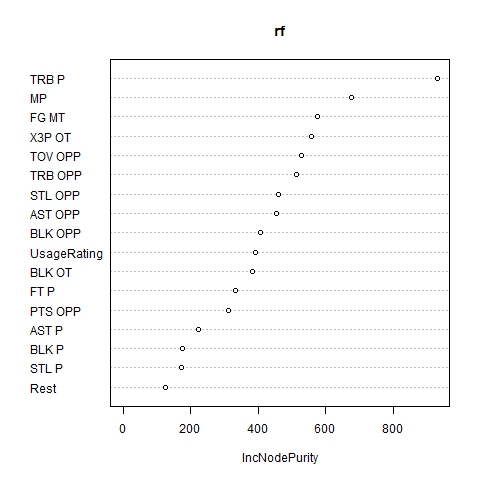 rf
TRB P
MP
FG MT
X3P OT
TOV OPP
TRB OPP
STL OPP
AST OPP
BLK OPP
UsageRating
BLK OT
FT P
PTS OPP
AST P
BLK P
STL P
Rest
0 200 400 600 800
IncNodePurity